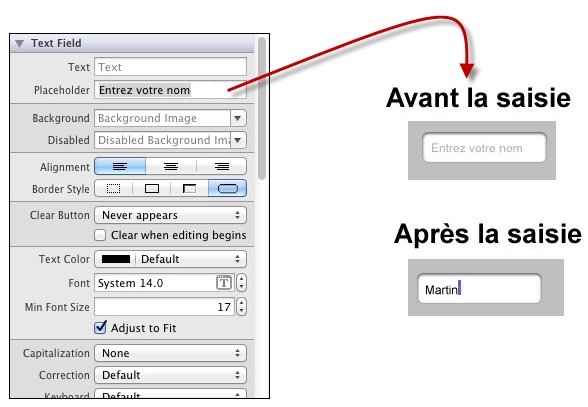 Text Field
Text Text
Placeholder Entrez votre nom
Background Background Image
Disabled Disabled Background Ima
Alignment
Border Style
Clear Button Never appears
Clear when editing begins
Text Color Default
Font System 14.0 T
Min Font Size 17
Adjust to Fit
Capitalization None
Correction Default
Keyboard Default
Avant la saisie
Entrez votre nom
Après la saisie
Martin